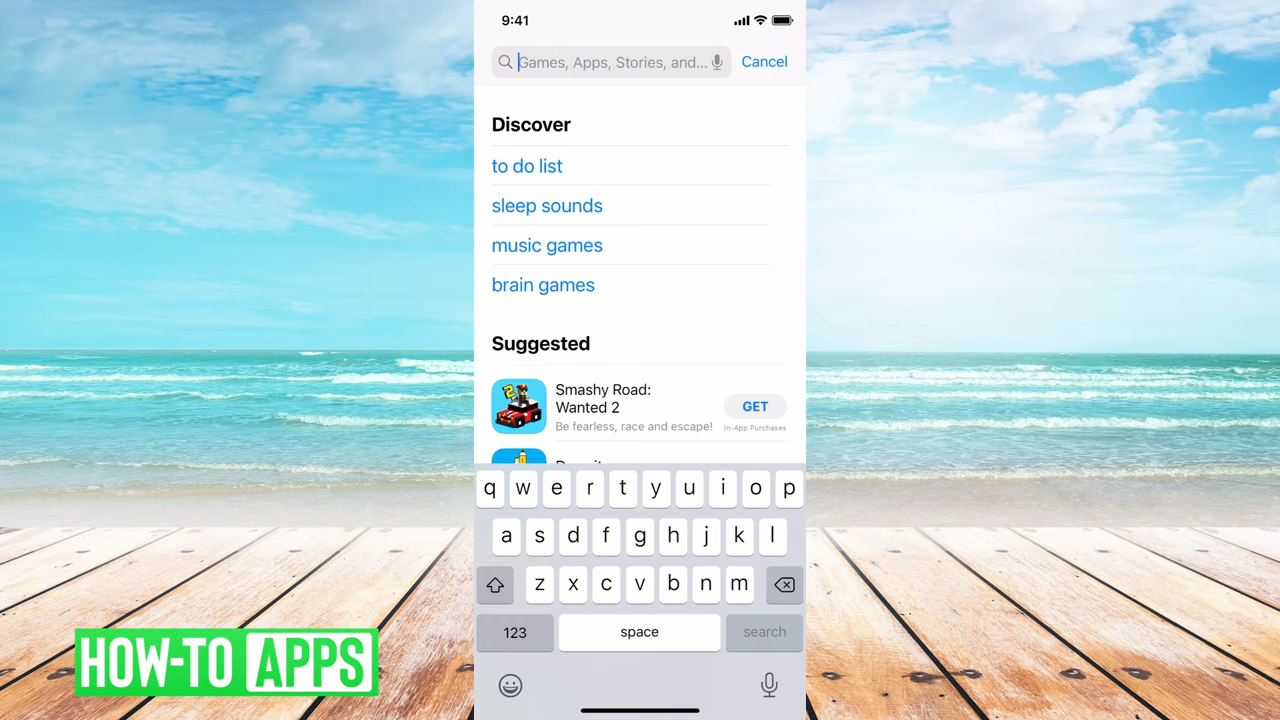 9:41
Games, Apps, Stories, and...
Cancel
Discover
to do list
sleep sounds
music games
brain games
Suggested
Smashy Road:
Wanted 2
Be fearless, race and escape!
GET
In-App Purchases
q w e r t y u i o p
a s d f g h j k l
z x c v b n m
123 space search
HOW-TO APPS